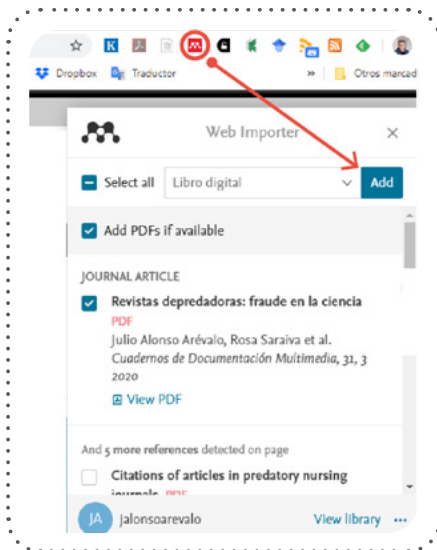 Dropbox Traductor » Otros marcad
Web Importer ×
Select all Libro digital Add
Add PDFs if available
JOURNAL ARTICLE
Revistas depredadoras: fraude en la ciencia
PDF
Julio Alonso Arévalo, Rosa Saraiva et al.
Cuadernos de Documentación Multimedia, 31, 3
2020
View PDF
And 5 more references detected on page
Citations of articles in predatory nursing
journals PDF
JA jalonsoarevalo View library ...